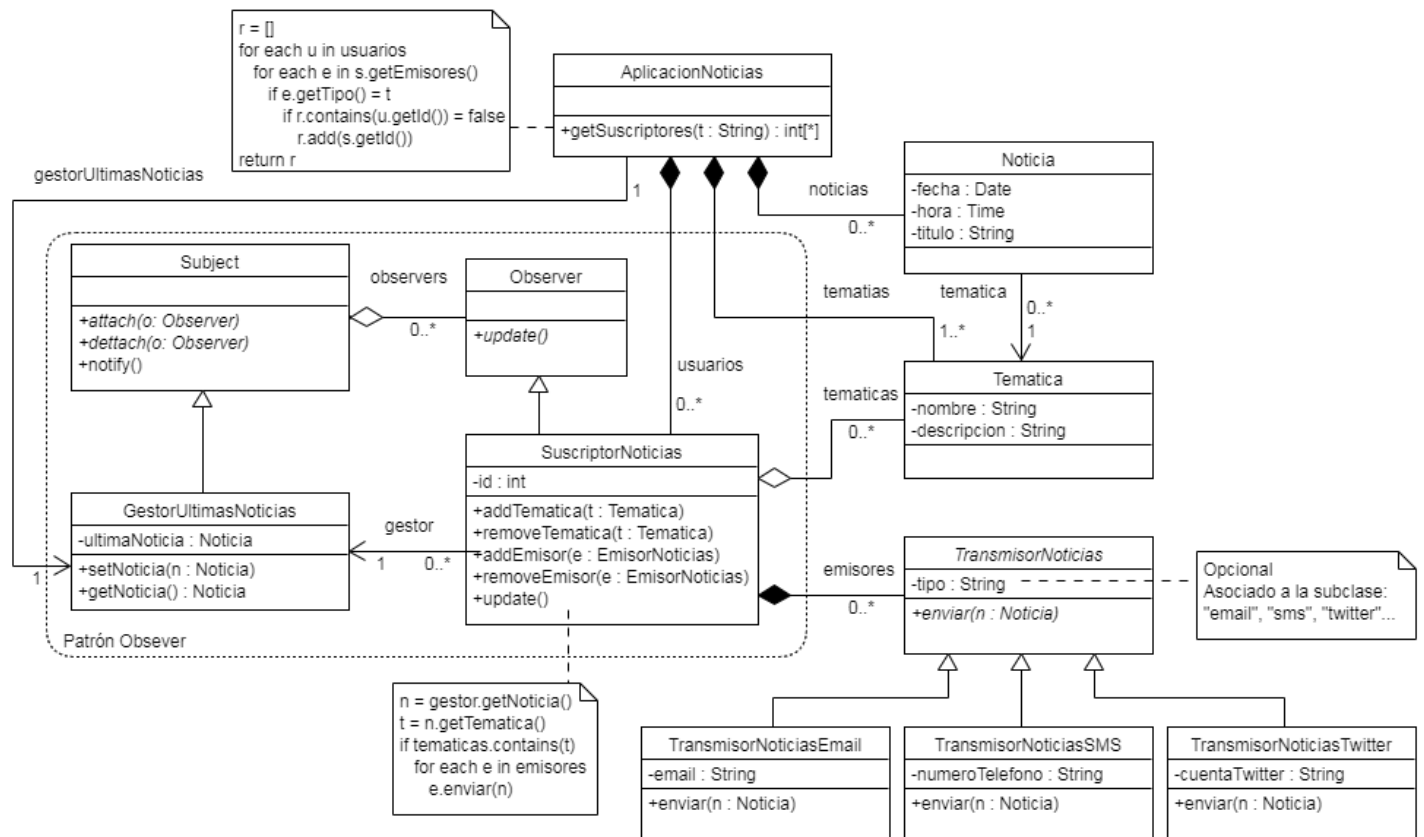 r = []
for each u in usuarios
for each e in s.getEmisores()
if e.getTipo() = t
if r.contains(u.getId()) = false
r.add(s.getId())
return r
AplicacionNoticias
+getSuscriptores(t : String) : int[*]
gestorUltimasNoticias
1
noticias
0..*
Noticia
-fecha : Date
-hora : Time
-titulo : String
Subject
+attach(o: Observer)
+dettach(o: Observer)
+notify()
observers
0..*
Observer
+update()
tematias
1..*
tematica
0..*
1
usuarios
0..*
Tematica
-nombre : String
-descripcion : String
tematicas
0..*
SuscriptorNoticias
-id : int
+addTematica(t : Tematica)
+removeTematica(t : Tematica)
+addEmisor(e : EmisorNoticias)
+removeEmisor(e : EmisorNoticias)
+update()
GestorUltimasNoticias
-ultimaNoticia : Noticia
+setNoticia(n : Noticia)
+getNoticia() : Noticia
1
gestor
1
0..*
Patrón Obsever
emisores
0..*
TransmisorNoticias
-tipo : String
+enviar(n : Noticia)
Opcional
Asociado a la subclase:
"email", "sms", "twitter"...
n = gestor.getNoticia()
t = n.getTematica()
if tematicas.contains(t)
for each e in emisores
e.enviar(n)
TransmisorNoticiasEmail
-email : String
+enviar(n : Noticia)
TransmisorNoticiasSMS
-numeroTelefono : String
+enviar(n : Noticia)
TransmisorNoticiasTwitter
-cuentaTwitter : String
+enviar(n : Noticia)